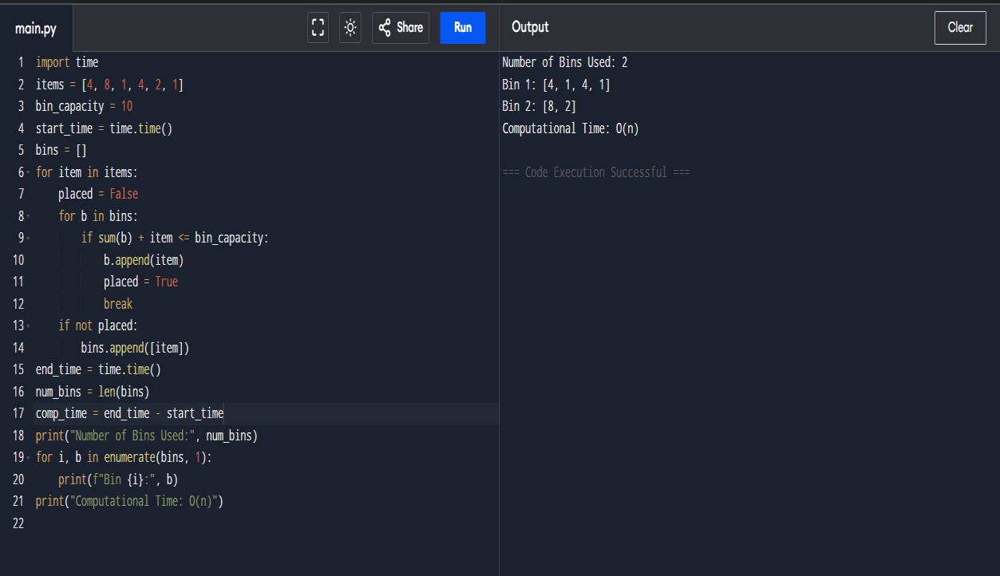 main.py
Share
Run
Output
Clear
1 import time
2 items = [4, 8, 1, 4, 2, 1]
3 bin_capacity = 10
4 start_time = time.time()
5 bins = []
6 for item in items:
7     placed = False
8     for b in bins:
9         if sum(b) + item <= bin_capacity:
10             b.append(item)
11             placed = True
12             break
13     if not placed:
14         bins.append([item])
15 end_time = time.time()
16 num_bins = len(bins)
17 comp_time = end_time - start_time
18 print("Number of Bins Used:", num_bins)
19 for i, b in enumerate(bins, 1):
20     print(f"Bin {i}:", b)
21 print("Computational Time: O(n)")
22
Number of Bins Used: 2
Bin 1: [4, 1, 4, 1]
Bin 2: [8, 2]
Computational Time: O(n)
=== Code Execution Successful ===